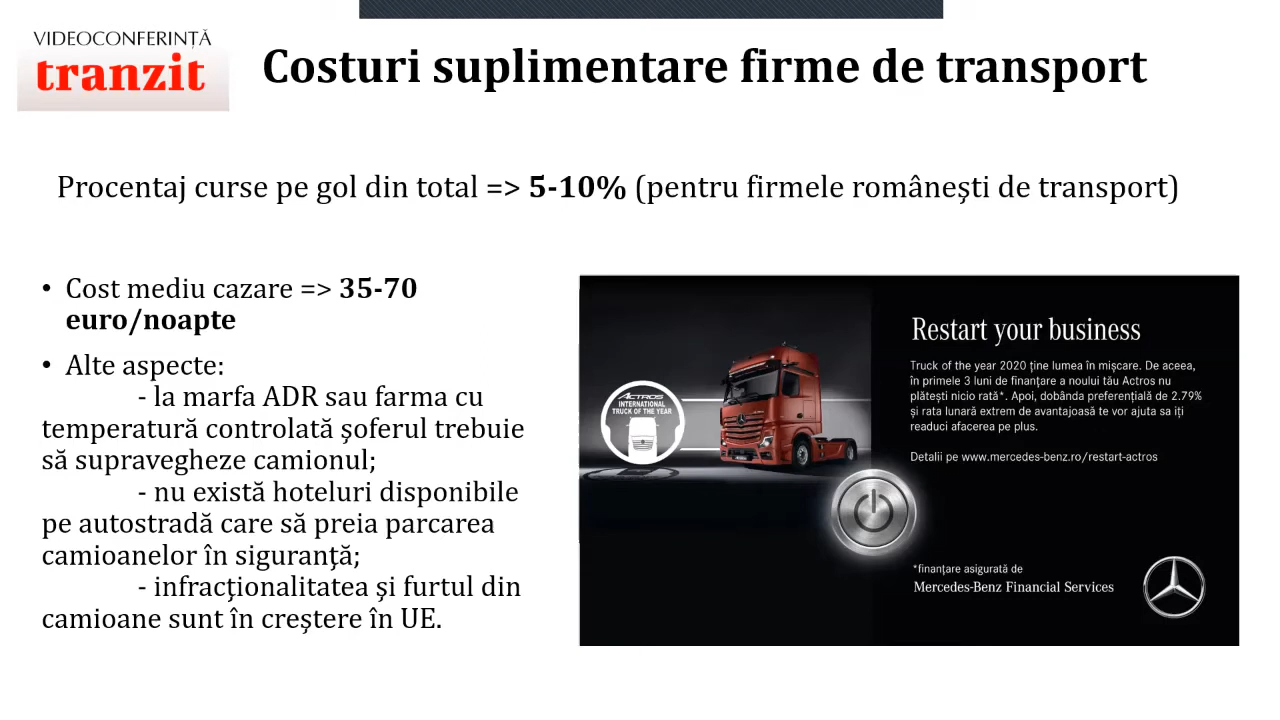 VIDEOCONFERINȚĂ
tranzit
Costuri suplimentare firme de transport
Procentaj curse pe gol din total => 5-10% (pentru firmele românești de transport)
• Cost mediu cazare => 35-70
euro/noapte
• Alte aspecte:
- la marfa ADR sau farma cu
temperatură controlată șoferul trebuie
să supravegheze camionul;
- nu există hoteluri disponibile
pe autostradă care să preia parcarea
camioanelor în siguranță;
- infracționalitatea și furtul din
camioane sunt în creștere în UE.
ACTROS
INTERNATIONAL
TRUCK OF THE YEAR
Restart your business
Truck of the year 2020 ține lumea în mișcare. De aceea,
în primele 3 luni de finanțare a noului tău Actros nu
plătești nicio rată*. Apoi, dobânda preferențială de 2.79%
și rata lunară extrem de avantajoasă te vor ajuta sa iți
readuci afacerea pe plus.
Detalii pe www.mercedes-benz.ro/restart-actros
*finanțare asigurată de
Mercedes-Benz Financial Services